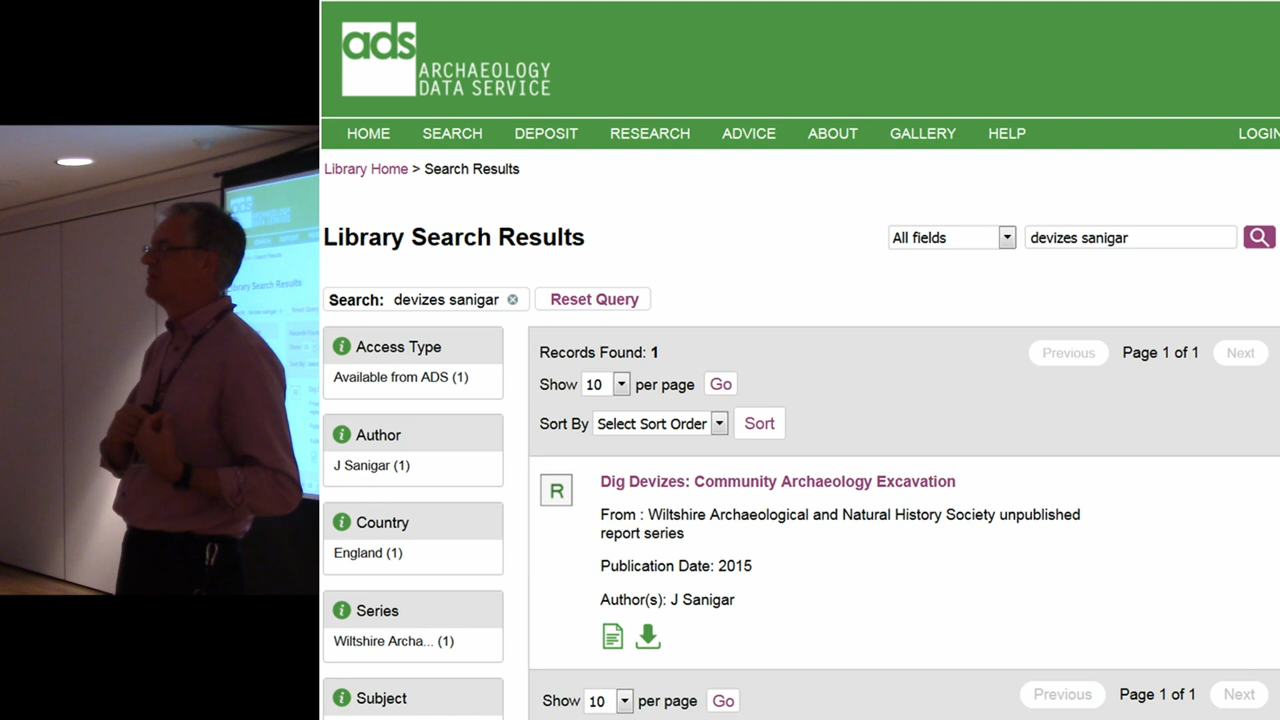 ads
ARCHAEOLOGY
DATA SERVICE
HOME SEARCH DEPOSIT RESEARCH ADVICE ABOUT GALLERY HELP LOGIN
Library Home > Search Results
Library Search Results
All fields devizes sanigar
Search: devizes sanigar Reset Query
Access Type
Available from ADS (1)
Author
J Sanigar (1)
Country
England (1)
Series
Wiltshire Archa... (1)
Subject
Records Found: 1 Previous Page 1 of 1 Next
Show 10 per page Go
Sort By Select Sort Order Sort
R Dig Devizes: Community Archaeology Excavation
From : Wiltshire Archaeological and Natural History Society unpublished
report series
Publication Date: 2015
Author(s): J Sanigar
Show 10 per page Go Previous Page 1 of 1 Next